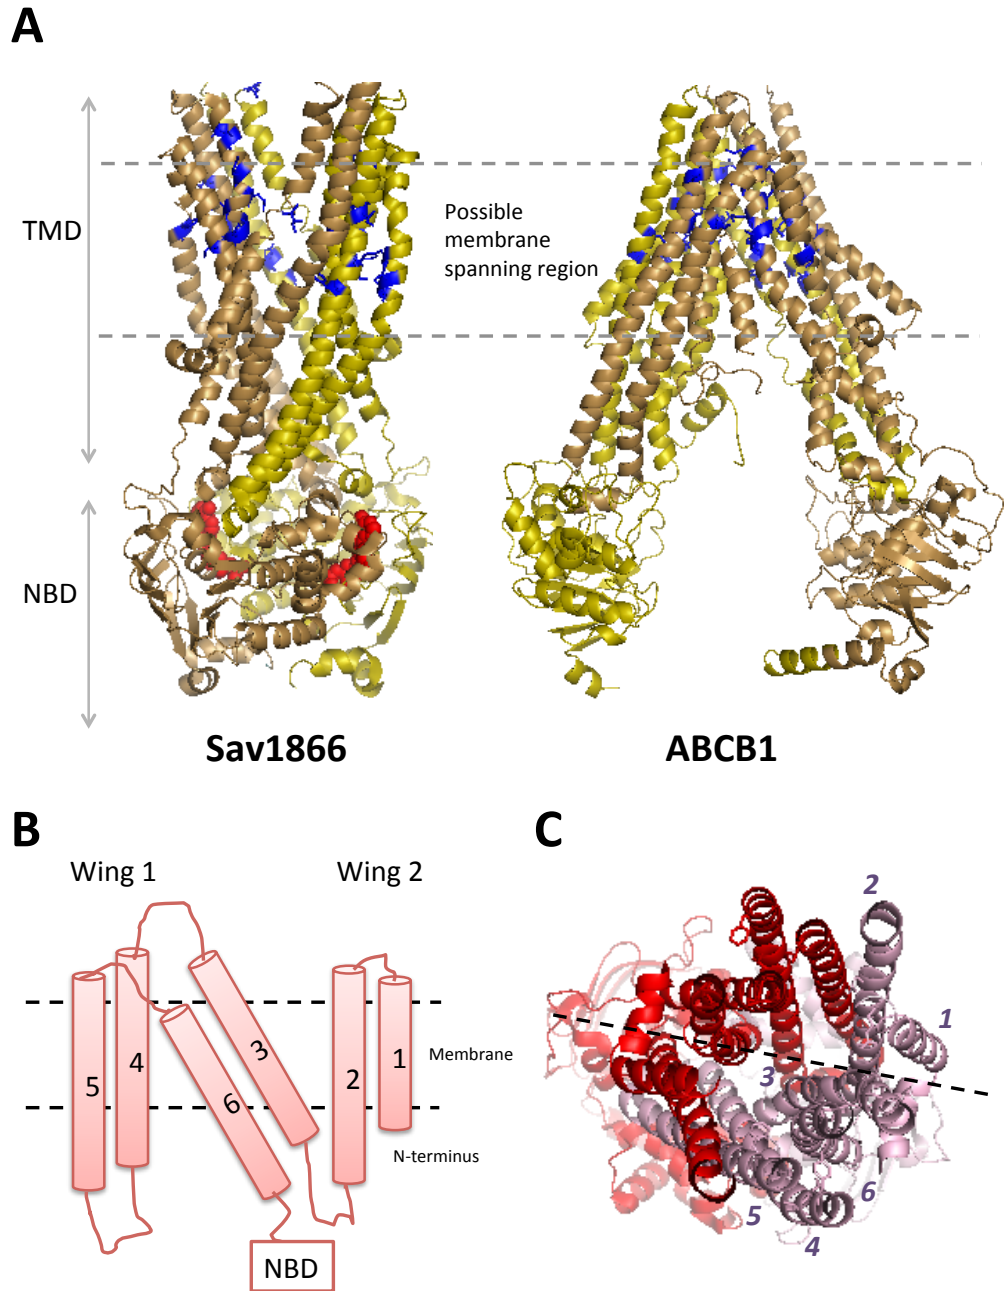 A
TMD
Possible
membrane
spanning region
NBD
Sav1866
ABCB1
B
Wing 1
Wing 2
5
4
6
3
2
1
Membrane
N-terminus
NBD
C
2
1
3
6
5
4